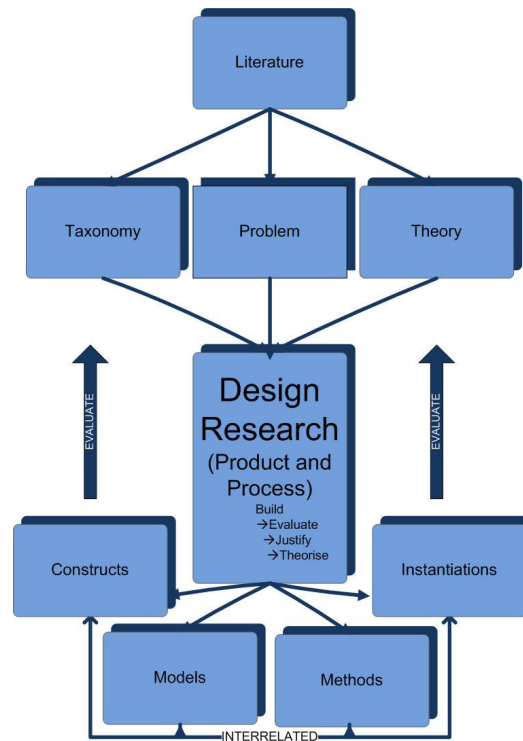 Literature
Taxonomy
Problem
Theory
EVALUATE
EVALUATE
Design
Research
(Product and
Process)
Build
→Evaluate
→Justify
→Theorise
Constructs
Instantiations
Models
Methods
INTERRELATED